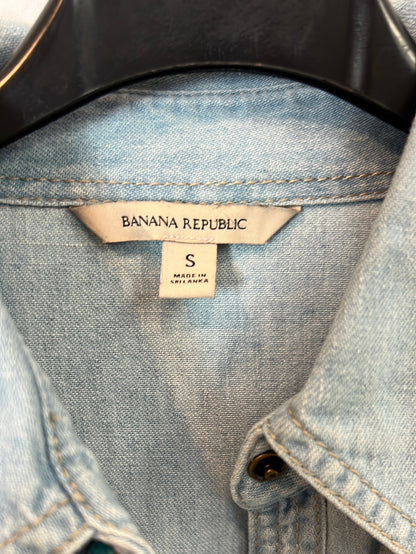 BANANA REPUBLIC
S
MADE IN
SRI LANKA